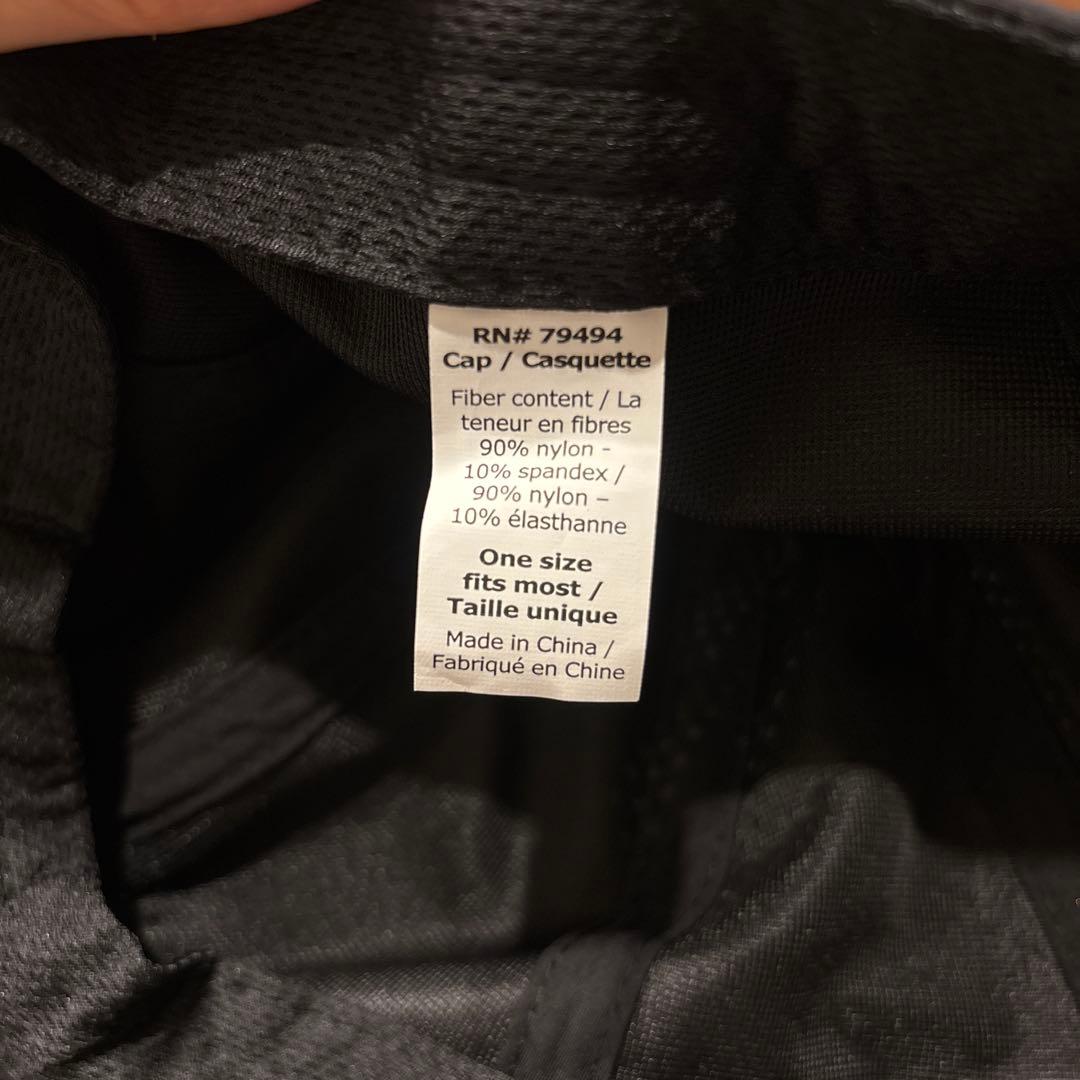 RN# 79494
Cap / Casquette
Fiber content / La
teneur en fibres
90% nylon -
10% spandex /
90% nylon –
10% élasthanne
One size
fits most /
Taille unique
Made in China /
Fabriqué en Chine